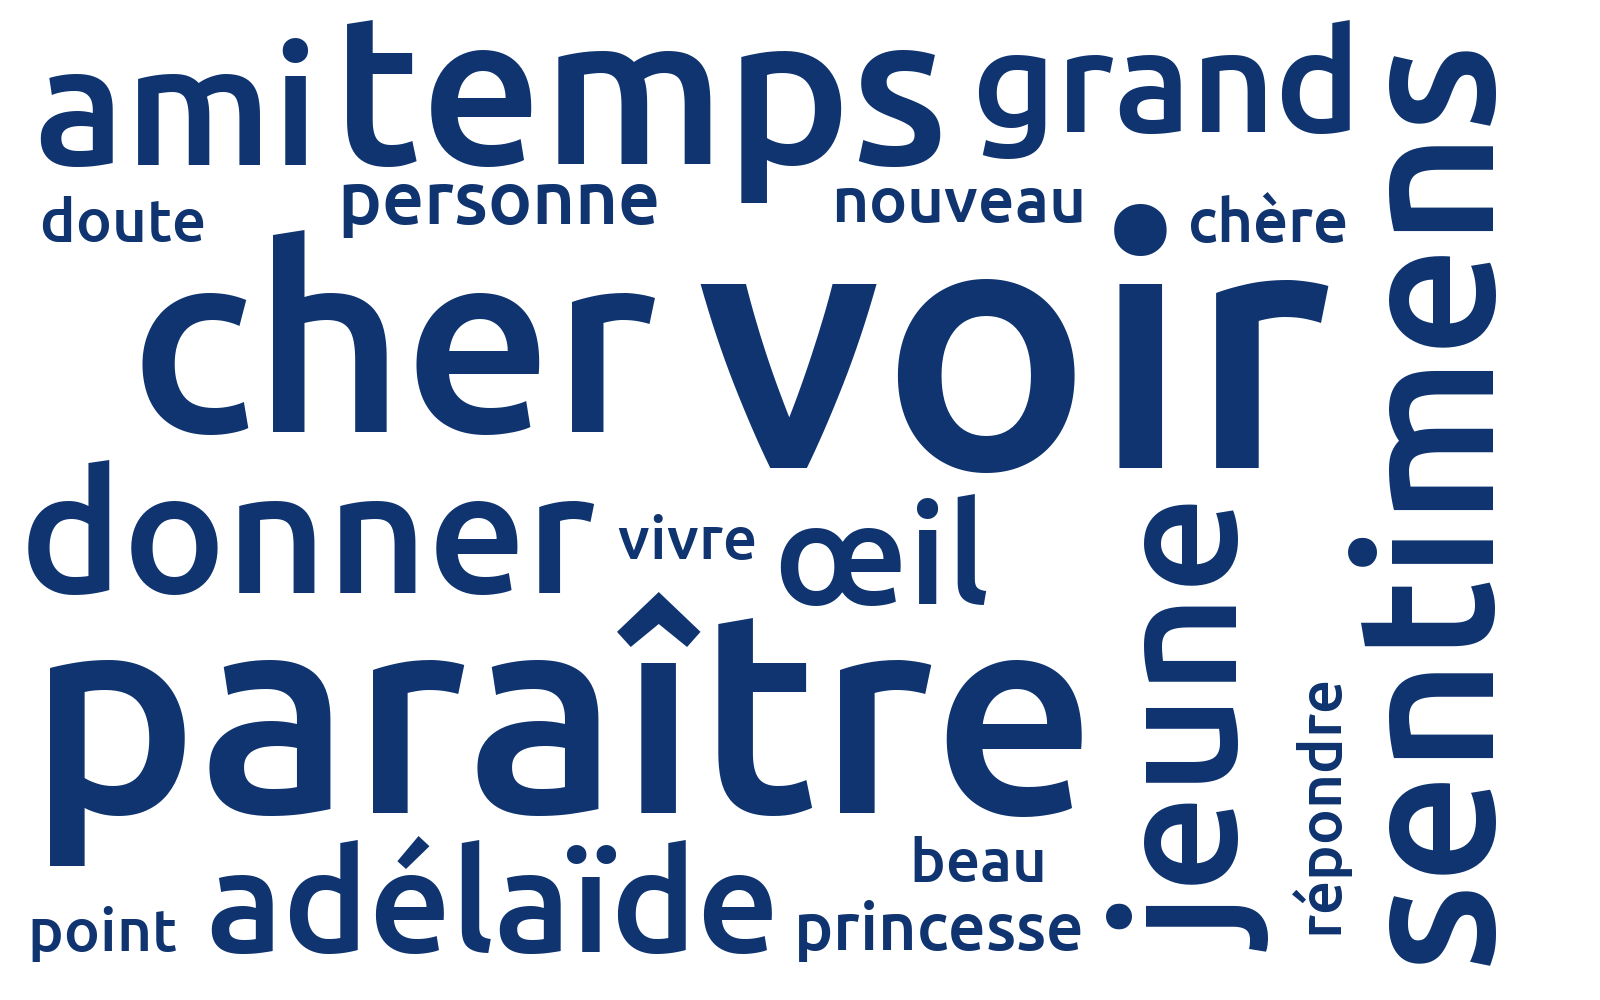 ami temps grand
doute personne nouveau chère
cher voir
donner vivre œil
paraître
adélaïde beau
point princesse
jeune
répondre
sentimens